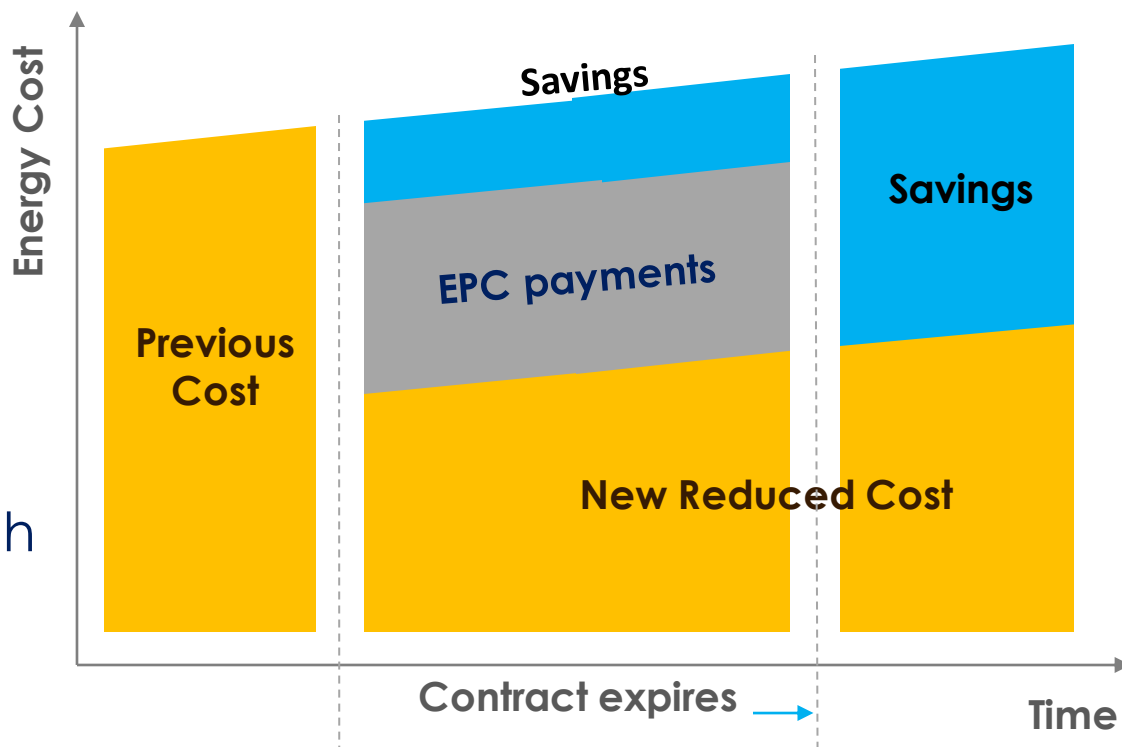 Energy Cost
Savings
Savings
EPC payments
Previous
Cost
New Reduced Cost
h
Contract expires
Time